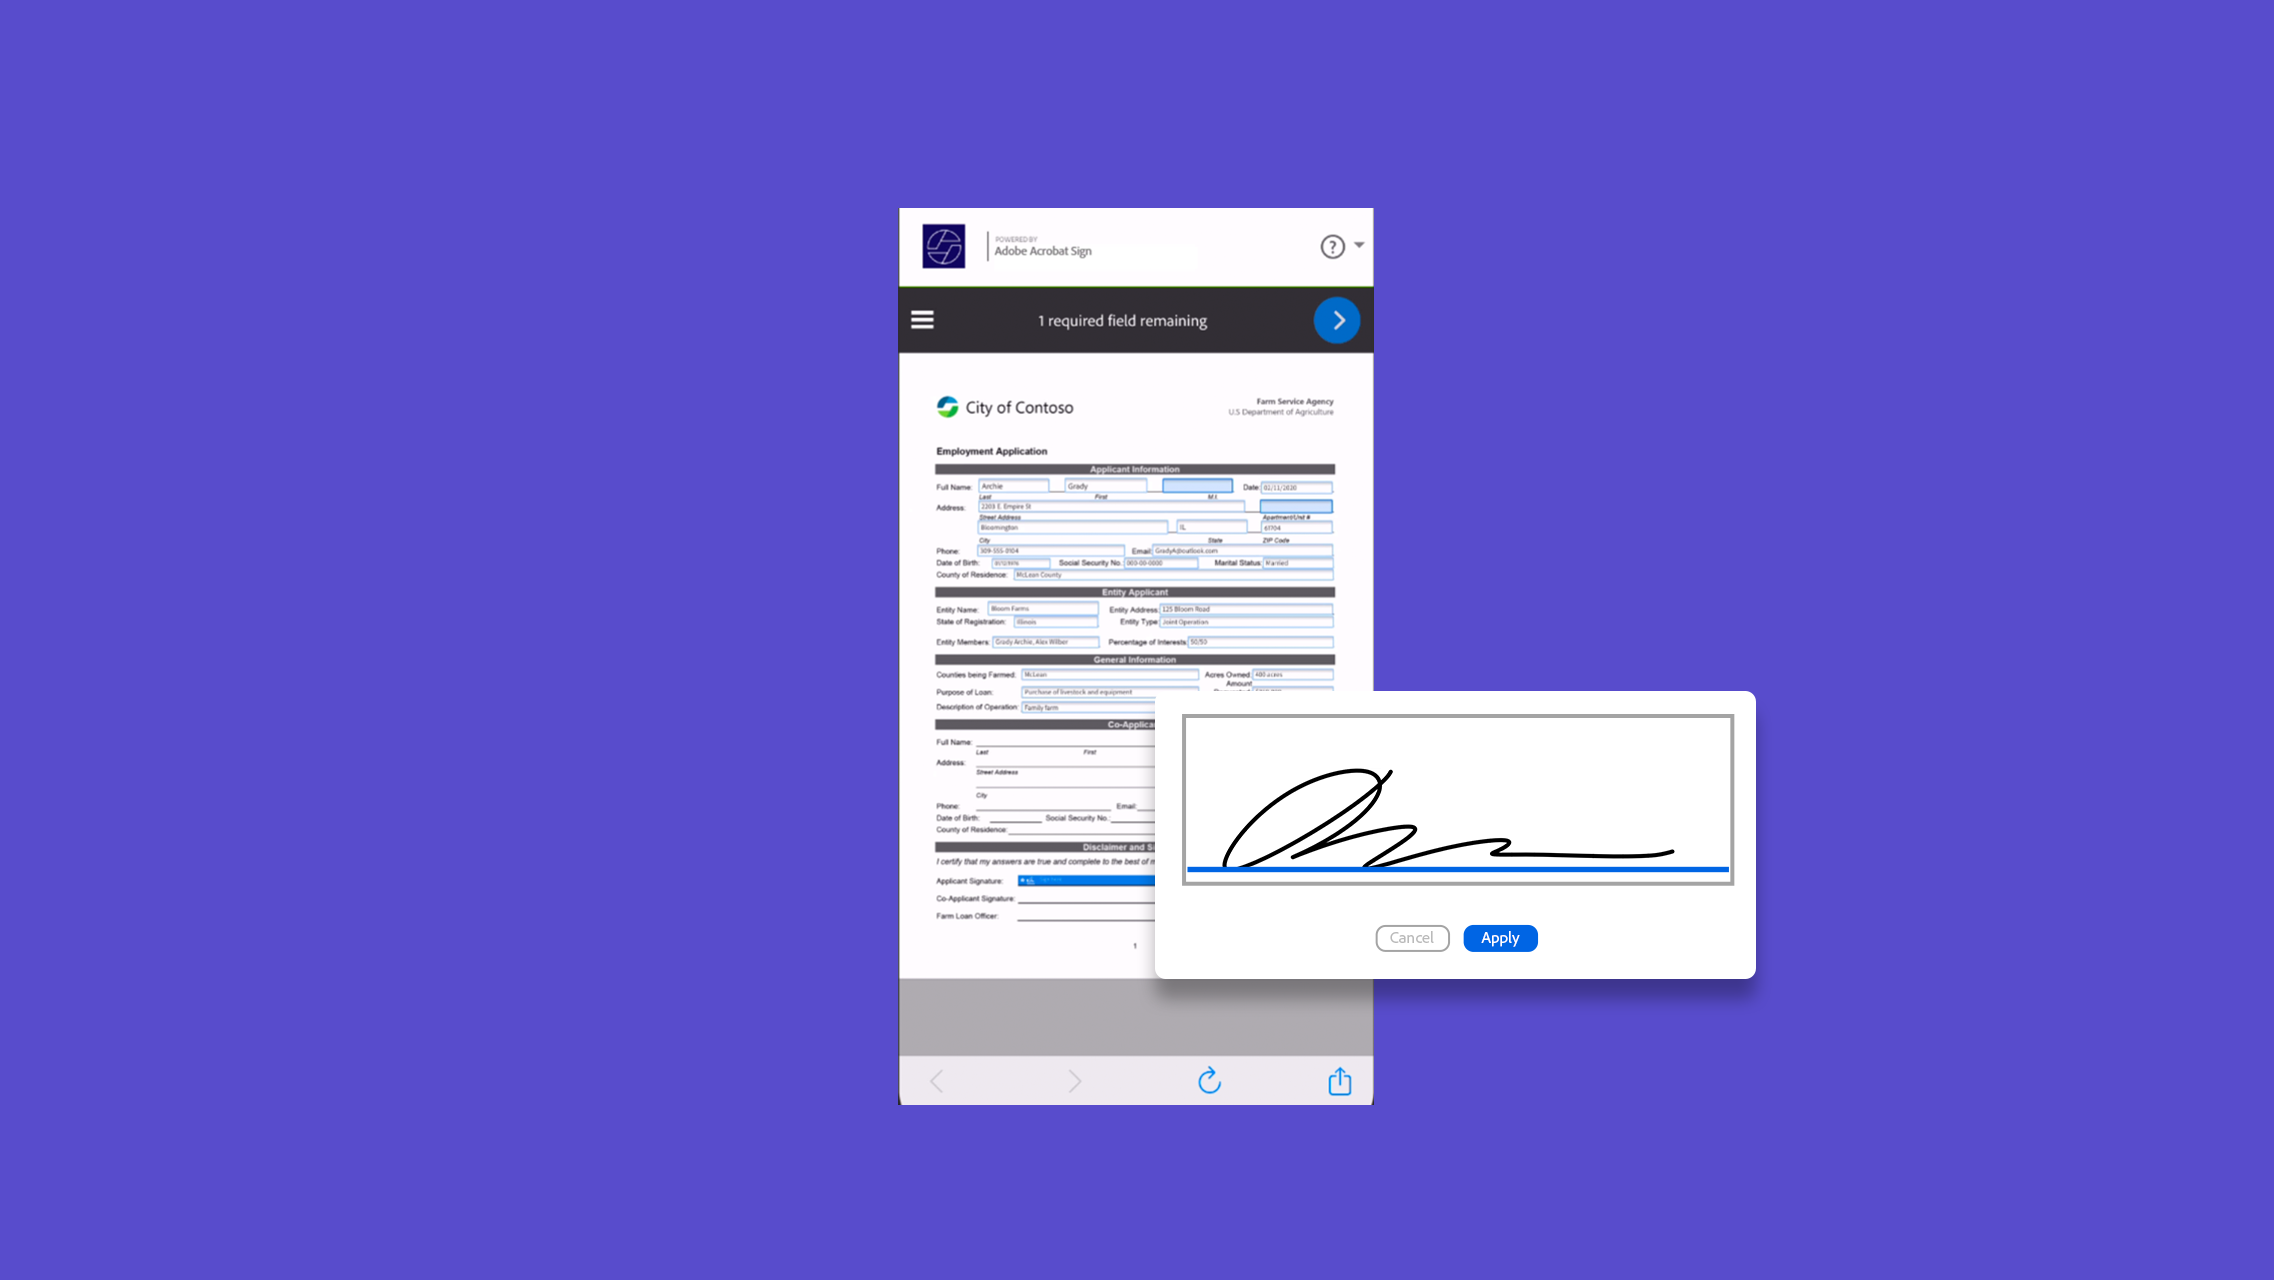 POWERED BY
Adobe Acrobat Sign
1 required field remaining
City of Contoso
Farm Service Agency
U.S Department of Agriculture
Employment Application
Applicant Information
Full Name: Archie Grady Date: 02/11/2020
Last First M.I.
Address: 2203 E. Empire St
Street Address Apartment/Unit #
Bloomington IL 61704
City State ZIP Code
Phone: 309-555-0104 Email: GradyA@outlook.com
Date of Birth: Social Security No.: 000-00-0000 Marital Status: Married
County of Residence: McLean County
Entity Applicant
Entity Name: Bloom Farms Entity Address: 125 Bloom Road
State of Registration: Illinois Entity Type: Joint Operation
Entity Members: Grady Archie, Alex Wilber Percentage of Interests: 50/50
General Information
Counties being Farmed: McLean Acres Owned: 480 acres
Amount
Purpose of Loan: Purchase of livestock and equipment
Description of Operation: Family farm
Co-Applica
Full Name:
Last First
Address:
Street Address
City
Phone: Email:
Date of Birth: Social Security No.:
County of Residence:
Disclaimer and S
I certify that my answers are true and complete to the best of m
Applicant Signature:
Co-Applicant Signature:
Farm Loan Officer:
1
Cancel Apply